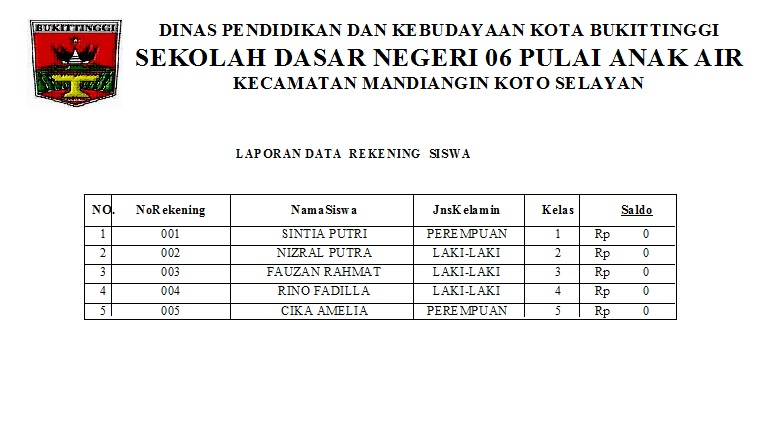 BUKITTINGGI
DINAS PENDIDIKAN DAN KEBUDAYAAN KOTA BUKITTINGGI
SEKOLAH DASAR NEGERI 06 PULAI ANAK AIR
KECAMATAN MANDIANGIN KOTO SELAYAN
LAPORAN DATA REKENING SISWA
NO. NoRekening NamaSiswa JnsKelamin Kelas Saldo
1 001 SINTIA PUTRI PEREMPUAN 1 Rp 0
2 002 NIZRAL PUTRA LAKI-LAKI 2 Rp 0
3 003 FAUZAN RAHMAT LAKI-LAKI 3 Rp 0
4 004 RINO FADILLA LAKI-LAKI 4 Rp 0
5 005 CIKA AMELIA PEREMPUAN 5 Rp 0